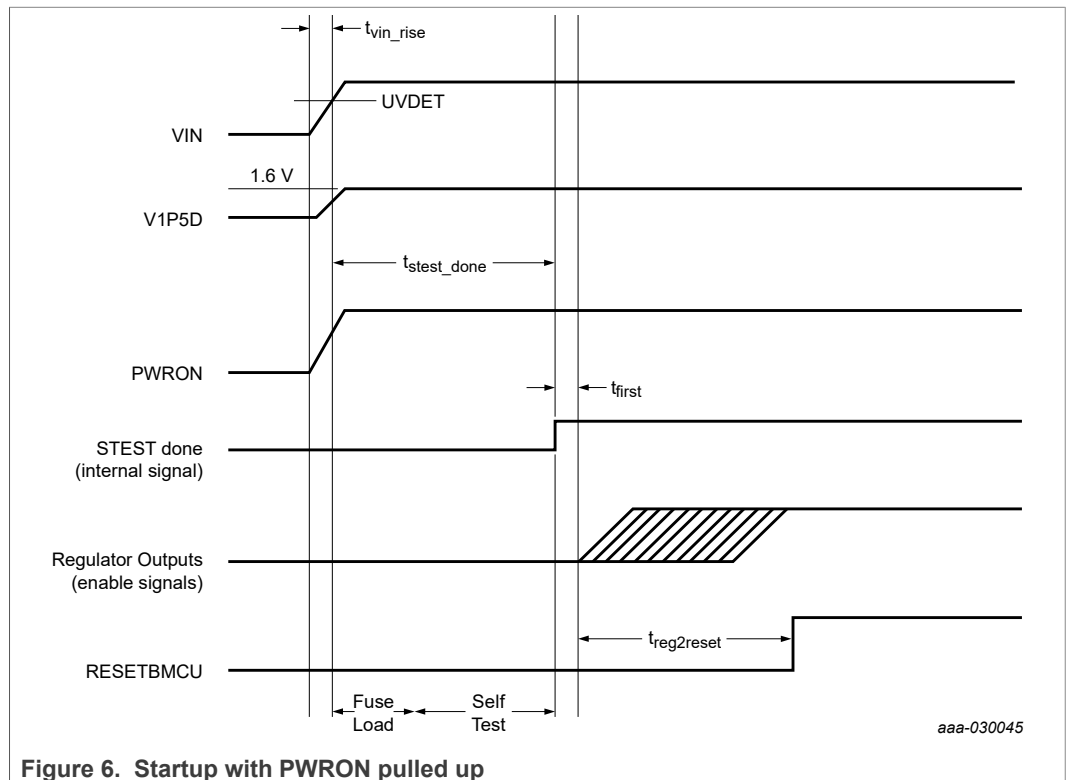 tvin_rise
UVDET
VIN
1.6 V
V1P5D
tstest_done
PWRON
tfirst
STEST done
(internal signal)
Regulator Outputs
(enable signals)
treg2reset
RESETBMCU
Fuse
Load
Self
Test
aaa-030045
Figure 6. Startup with PWRON pulled up